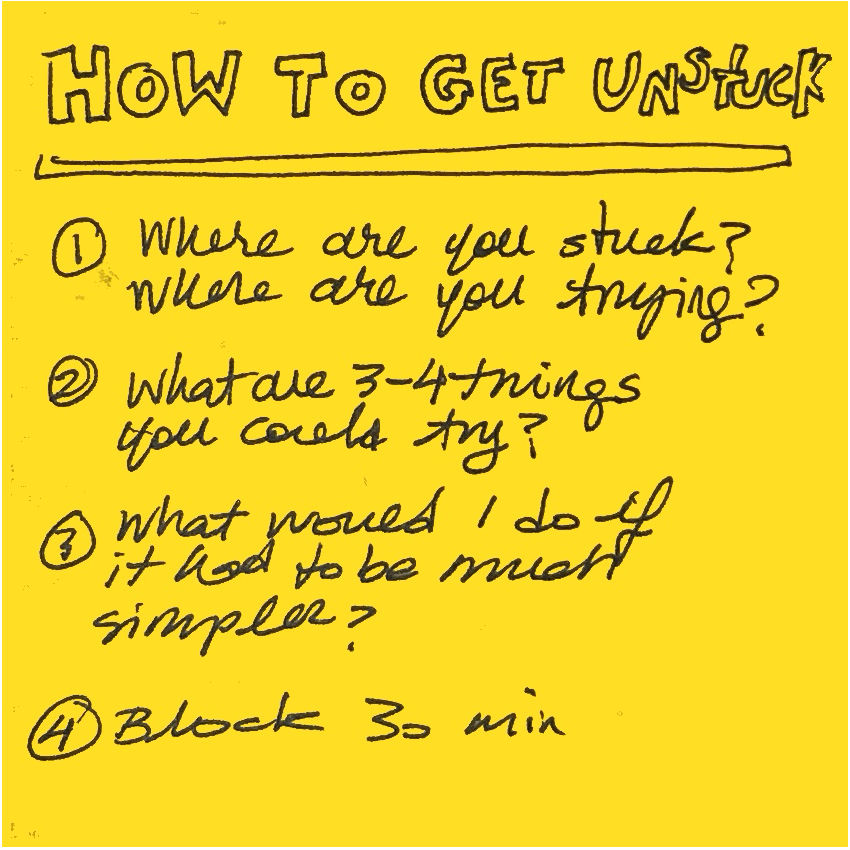 HOW TO GET UNSTUCK
① Where are you stuck?
Where are you trying?
② What are 3-4 things
you could try?
③ What would I do if
it had to be much
simpler?
④ Block 30 min